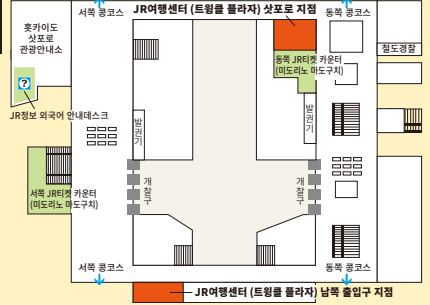 서쪽 콩코스
JR여행센터 (트윙클 플라자) 삿포로 지점
동쪽 콩코스
홋카이도
삿포로
관광안내소
철도경찰
동쪽 JR티켓 카운터
(미도리노 마도구치)
?
JR정보 외국어 안내데스크
발권기
발권기
서쪽 JR티켓 카운터
(미도리노 마도구치)
개찰구
개찰구
서쪽 콩코스
동쪽 콩코스
JR여행센터 (트윙클 플라자) 남쪽 출입구 지점